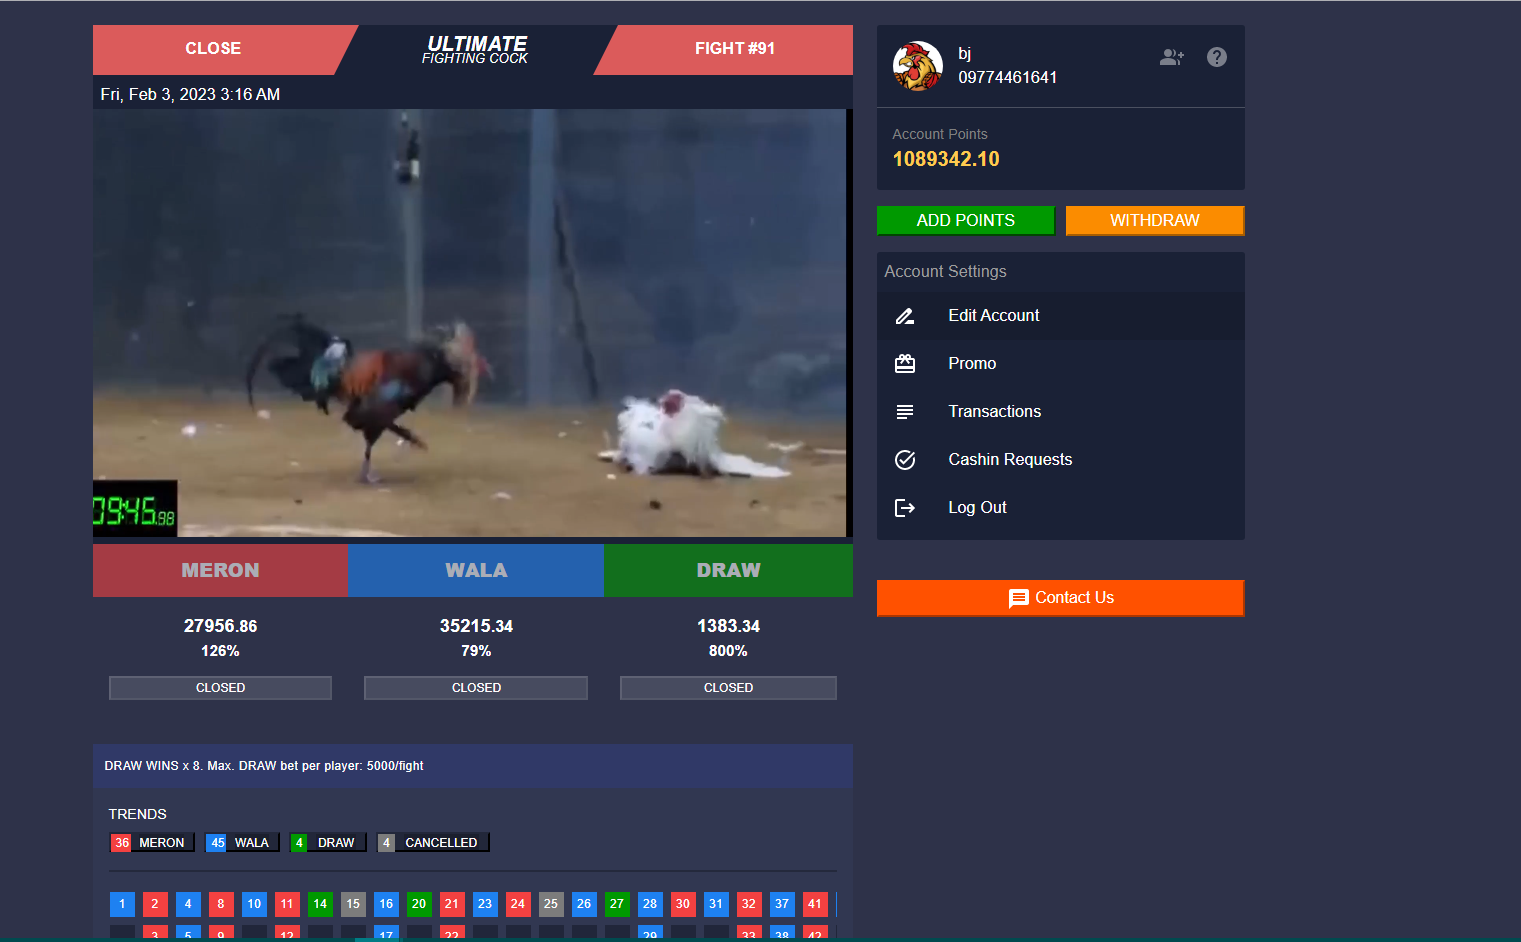 CLOSE
ULTIMATE
FIGHTING COCK
FIGHT #91
Fri, Feb 3, 2023 3:16 AM
09:45.98
MERON
WALA
DRAW
27956.86
35215.34
1383.34
126%
79%
800%
CLOSED
CLOSED
CLOSED
DRAW WINS x 8. Max. DRAW bet per player: 5000/fight
TRENDS
36 MERON
45 WALA
4 DRAW
4 CANCELLED
1 2 4 8 10 11 14 15 16 20 21 23 24 25 26 27 28 30 31 32 37 41
3 5 9 12 17 22 29 33 38 42
bj
09774461641
Account Points
1089342.10
ADD POINTS
WITHDRAW
Account Settings
Edit Account
Promo
Transactions
Cashin Requests
Log Out
Contact Us